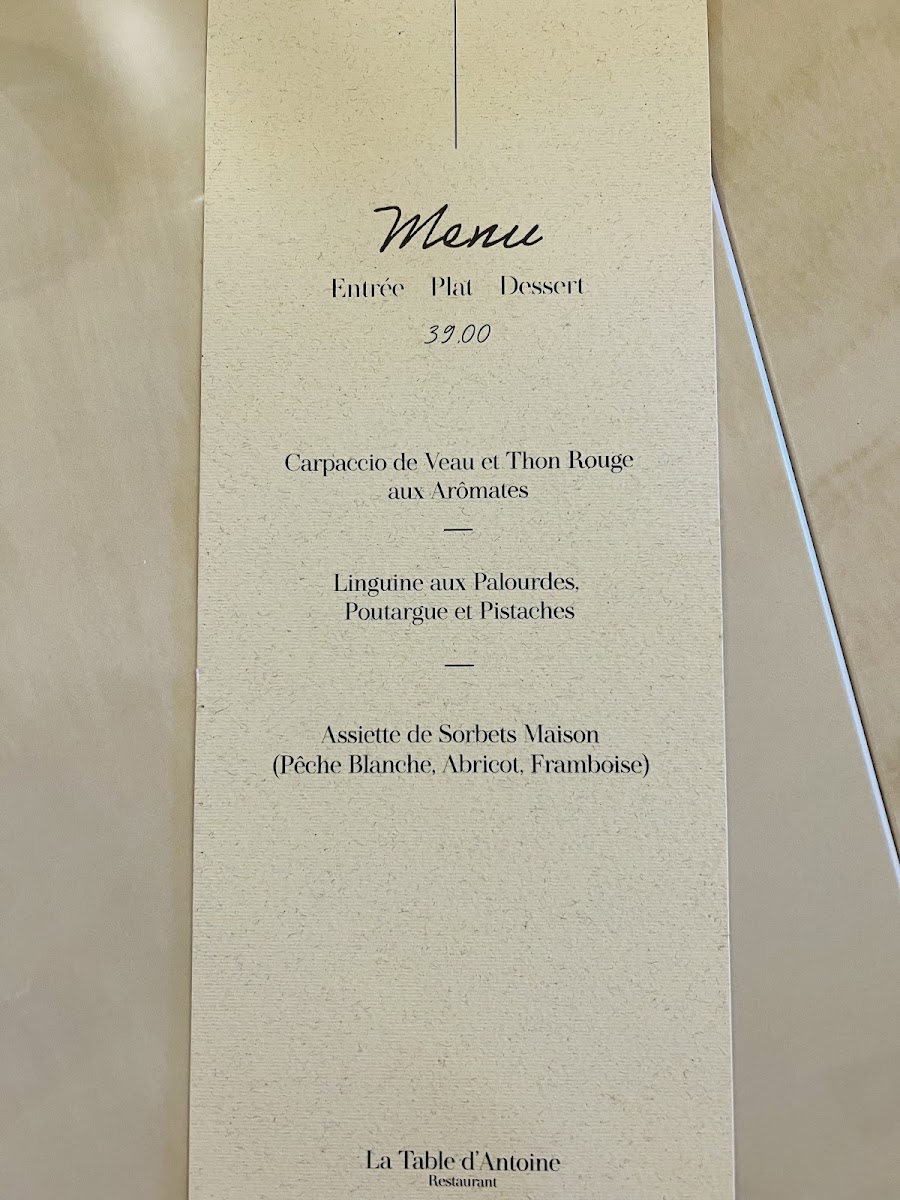 Menu
Entrée Plat Dessert
39.00
Carpaccio de Veau et Thon Rouge
aux Arômates
Linguine aux Palourdes,
Poutargue et Pistaches
Assiette de Sorbets Maison
(Pêche Blanche, Abricot, Framboise)
La Table d'Antoine
Restaurant